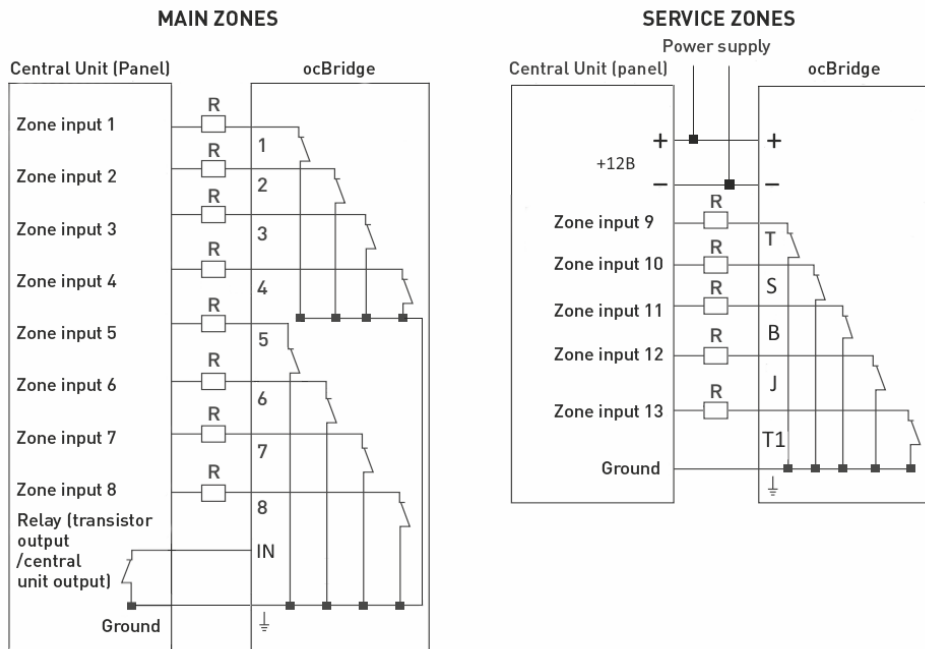 MAIN ZONES
Central Unit (Panel)
ocBridge
R
Zone input 1
1
R
Zone input 2
2
R
Zone input 3
3
R
Zone input 4
4
R
Zone input 5
5
R
Zone input 6
6
R
Zone input 7
7
R
Zone input 8
8
Relay (transistor
output
/central
unit output)
IN
Ground
SERVICE ZONES
Power supply
Central Unit (panel)
ocBridge
+ +
+12B
− −
R
Zone input 9
T
R
Zone input 10
S
R
Zone input 11
B
R
Zone input 12
J
R
Zone input 13
T1
Ground